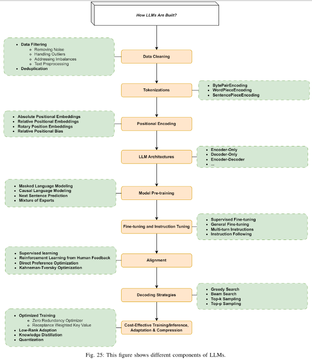 How LLMs Are Built?
Data Filtering
Removing Noise
Handling Outliers
Addressing Imbalances
Text Preprocessing
Deduplication
Data Cleaning
Tokenizations
BytePairEncoding
WordPieceEncoding
SentencePieceEncoding
Positional Encoding
Absolute Positional Embeddings
Relative Positional Embeddings
Rotary Position Embeddings
Relative Positional Bias
LLM Architectures
Encoder-Only
Decoder-Only
Encoder-Decoder
...
Model Pre-training
Masked Language Modeling
Causal Language Modeling
Next Sentence Prediction
Mixture of Experts
Fine-tuning and Instruction Tuning
Supervised Fine-tuning
General Fine-tuning
Multi-turn Instructions
Instruction Following
Alignment
Supervised learning
Reinforcement Learning from Human Feedback
Direct Preference Optimization
Kahneman-Tversky Optimization
Decoding Strategies
Greedy Search
Beam Search
Top-k Sampling
Top-p Sampling
Cost-Effective Training/Inference,
Adaptation & Compression
Optimized Training
Zero Redundancy Optimizer
Receptance Weighted Key Value
Low-Rank Adaption
Knowledge Distillation
Quantization
Fig. 25: This figure shows different components of LLMs.